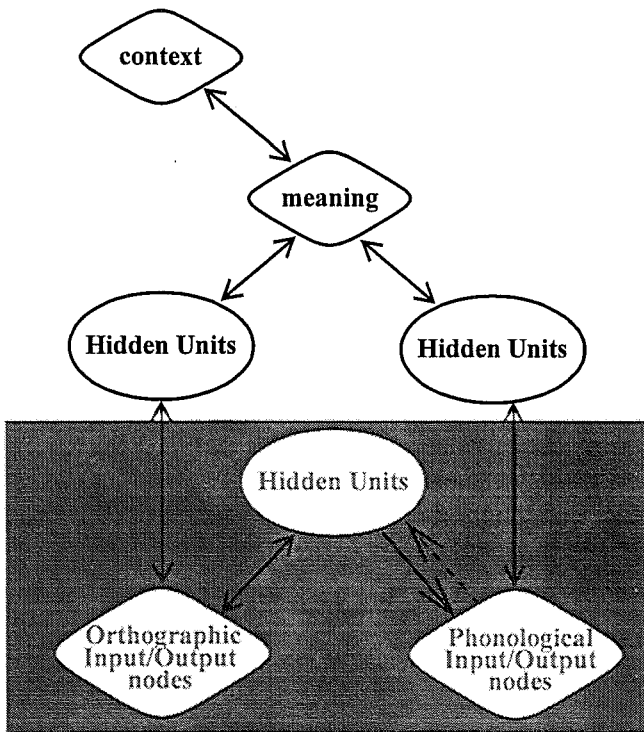 context
meaning
Hidden Units
Hidden Units
Hidden Units
Orthographic
Input/Output
nodes
Phonological
Input/Output
nodes